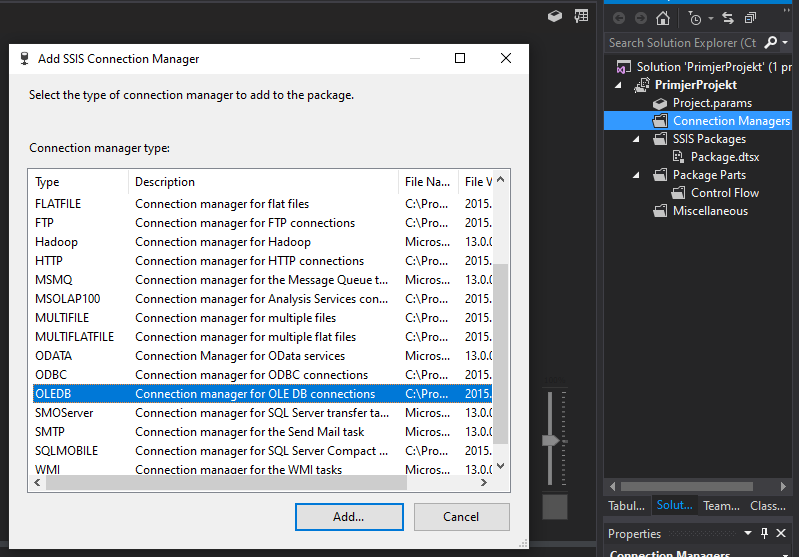 Add SSIS Connection Manager
Select the type of connection manager to add to the package.
Connection manager type:
Type Description File Na... File V
FLATFILE Connection manager for flat files C:\Pro... 2015.
FTP Connection manager for FTP connections C:\Pro... 2015.
Hadoop Connection manager for Hadoop Micros... 13.0.0
HTTP Connection manager for HTTP connections C:\Pro... 2015.
MSMQ Connection manager for the Message Queue t... C:\Pro... 2015.
MSOLAP100 Connection manager for Analysis Services con... C:\Pro... 2015.
MULTIFILE Connection manager for multiple files C:\Pro... 2015.
MULTIFLATFILE Connection manager for multiple flat files C:\Pro... 2015.
ODATA Connection Manager for OData services Micros... 13.0.0
ODBC Connection manager for ODBC connections C:\Pro... 2015.
OLEDB Connection manager for OLE DB connections C:\Pro... 2015.
SMOServer Connection manager for SQL Server transfer ta... Micros... 13.0.0
SMTP Connection manager for the Send Mail task Micros... 13.0.0
SQLMOBILE Connection manager for SQL Server Compact ... Micros... 13.0.0
WMI Connection manager for the WMI tasks Micros... 13.0.0
Add... Cancel
Search Solution Explorer (Ct
Solution 'PrimjerProjekt' (1 pr
PrimjerProjekt
Project.params
Connection Managers
SSIS Packages
Package.dtsx
Package Parts
Control Flow
Miscellaneous
Tabul... Solut... Team... Class...
Properties
Connection Managers